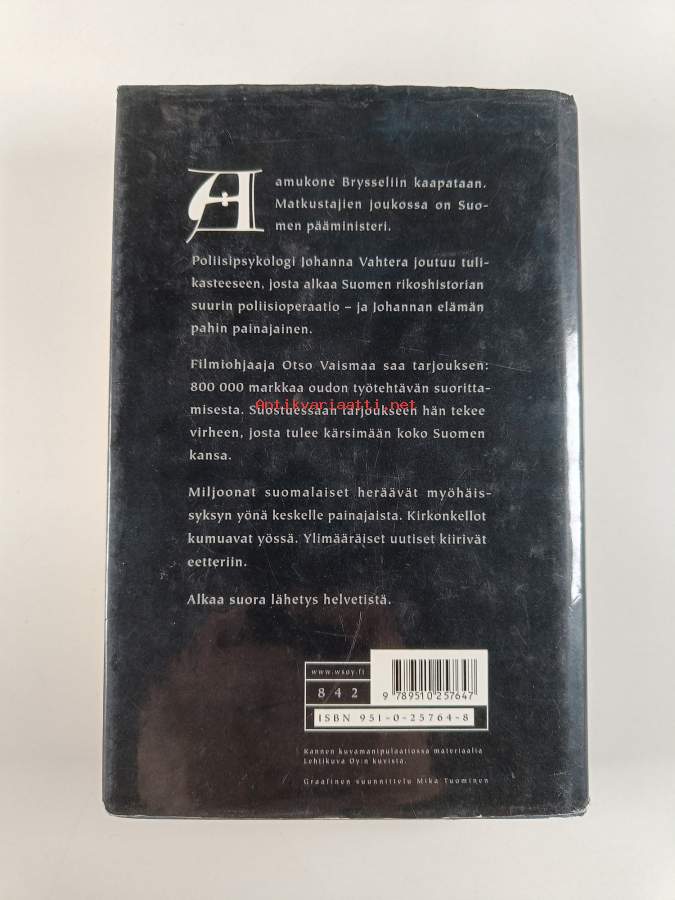 Aamukone Brysseliin kaapataan.
Matkustajien joukossa on Suo-
men pääministeri.
Poliisipsykologi Johanna Vahtera joutuu tuli-
kasteeseen, josta alkaa Suomen rikoshistorian
suurin poliisioperaatio – ja Johannan elämän
pahin painajainen.
Filmiohjaaja Otso Vaismaa saa tarjouksen:
800 000 markkaa oudon työtehtävän suoritta-
misesta. Suostuessaan tarjoukseen hän tekee
Antikvariaatti.net
virheen, josta tulee kärsimään koko Suomen
kansa.
Miljoonat suomalaiset heräävät myöhäis-
syksyn yönä keskelle painajaista. Kirkonkellot
kumuavat yössä. Ylimääräiset uutiset kiirivät
eetteriin.
Alkaa suora lähetys helvetistä.
www.wsoy.fi
842
9 789510 257647
ISBN 951-0-25764-8
Kannen kuvamanipulaatiossa materiaalia
Lehtikuva Oy:n kuvista.
Graafinen suunnittelu Mika Tuominen